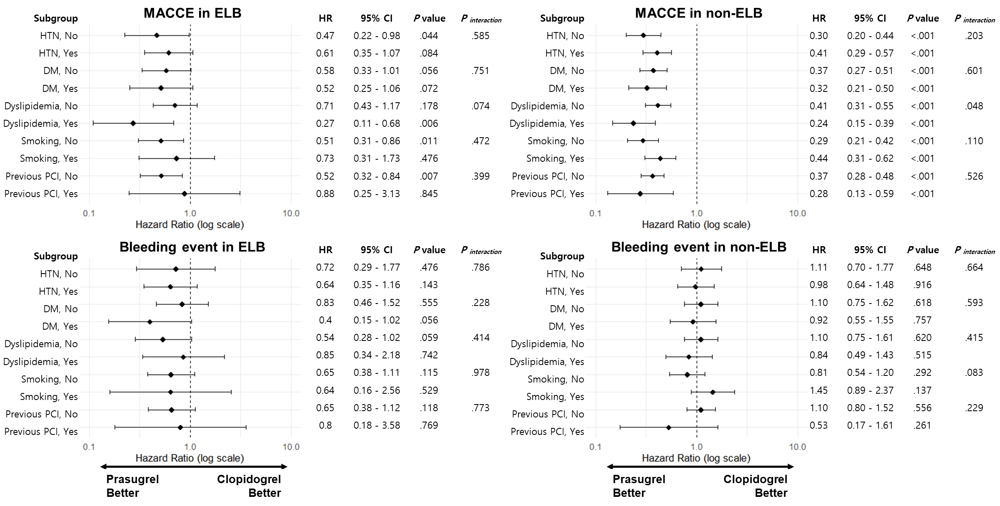 MACCE in ELB
Subgroup HR 95% CI P value P interaction
HTN, No 0.47 0.22 - 0.98 .044 .585
HTN, Yes 0.61 0.35 - 1.07 .084
DM, No 0.58 0.33 - 1.01 .056 .751
DM, Yes 0.52 0.25 - 1.06 .072
Dyslipidemia, No 0.71 0.43 - 1.17 .178 .074
Dyslipidemia, Yes 0.27 0.11 - 0.68 .006
Smoking, No 0.51 0.31 - 0.86 .011 .472
Smoking, Yes 0.73 0.31 - 1.73 .476
Previous PCI, No 0.52 0.32 - 0.84 .007 .399
Previous PCI, Yes 0.88 0.25 - 3.13 .845
0.1 1.0 10.0
Hazard Ratio (log scale)
MACCE in non-ELB
Subgroup HR 95% CI P value P interaction
HTN, No 0.30 0.20 - 0.44 <.001 .203
HTN, Yes 0.41 0.29 - 0.57 <.001
DM, No 0.37 0.27 - 0.51 <.001 .601
DM, Yes 0.32 0.21 - 0.50 <.001
Dyslipidemia, No 0.41 0.31 - 0.55 <.001 .048
Dyslipidemia, Yes 0.24 0.15 - 0.39 <.001
Smoking, No 0.29 0.21 - 0.42 <.001 .110
Smoking, Yes 0.44 0.31 - 0.62 <.001
Previous PCI, No 0.37 0.28 - 0.48 <.001 .526
Previous PCI, Yes 0.28 0.13 - 0.59 <.001
0.1 1.0 10.0
Hazard Ratio (log scale)
Bleeding event in ELB
Subgroup HR 95% CI P value P interaction
HTN, No 0.72 0.29 - 1.77 .476 .786
HTN, Yes 0.64 0.35 - 1.16 .143
DM, No 0.83 0.46 - 1.52 .555 .228
DM, Yes 0.4 0.15 - 1.02 .056
Dyslipidemia, No 0.54 0.28 - 1.02 .059 .414
Dyslipidemia, Yes 0.85 0.34 - 2.18 .742
Smoking, No 0.65 0.38 - 1.11 .115 .978
Smoking, Yes 0.64 0.16 - 2.56 .529
Previous PCI, No 0.65 0.38 - 1.12 .118 .773
Previous PCI, Yes 0.8 0.18 - 3.58 .769
0.1 1.0 10.0
Hazard Ratio (log scale)
Prasugrel Clopidogrel
Better Better
Bleeding event in non-ELB
Subgroup HR 95% CI P value P interaction
HTN, No 1.11 0.70 - 1.77 .648 .664
HTN, Yes 0.98 0.64 - 1.48 .916
DM, No 1.10 0.75 - 1.62 .618 .593
DM, Yes 0.92 0.55 - 1.55 .757
Dyslipidemia, No 1.10 0.75 - 1.61 .620 .415
Dyslipidemia, Yes 0.84 0.49 - 1.43 .515
Smoking, No 0.81 0.54 - 1.20 .292 .083
Smoking, Yes 1.45 0.89 - 2.37 .137
Previous PCI, No 1.10 0.80 - 1.52 .556 .229
Previous PCI, Yes 0.53 0.17 - 1.61 .261
0.1 1.0 10.0
Hazard Ratio (log scale)
Prasugrel Clopidogrel
Better Better